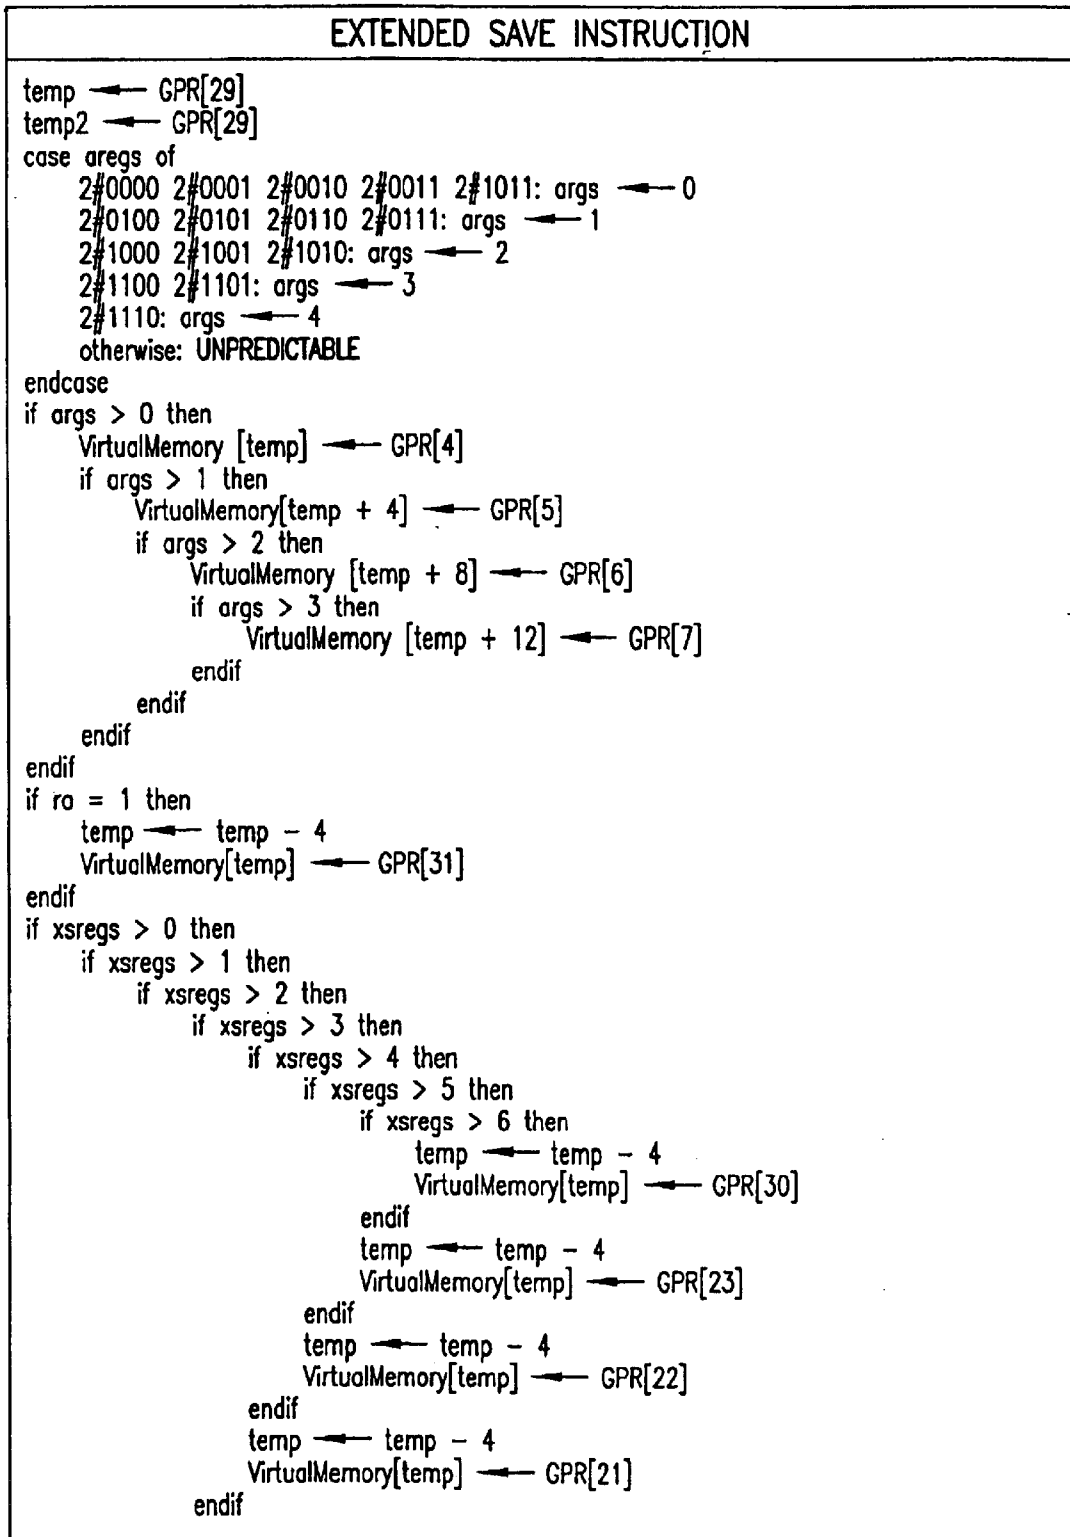 EXTENDED SAVE INSTRUCTION
temp ← GPR[29]
temp2 ← GPR[29]
case aregs of
2#0000 2#0001 2#0010 2#0011 2#1011: args ← 0
2#0100 2#0101 2#0110 2#0111: args ← 1
2#1000 2#1001 2#1010: args ← 2
2#1100 2#1101: args ← 3
2#1110: args ← 4
otherwise: UNPREDICTABLE
endcase
if args > 0 then
VirtualMemory [temp] ← GPR[4]
if args > 1 then
VirtualMemory[temp + 4] ← GPR[5]
if args > 2 then
VirtualMemory [temp + 8] ← GPR[6]
if args > 3 then
VirtualMemory [temp + 12] ← GPR[7]
endif
endif
endif
endif
if ra = 1 then
temp ← temp − 4
VirtualMemory[temp] ← GPR[31]
endif
if xsregs > 0 then
if xsregs > 1 then
if xsregs > 2 then
if xsregs > 3 then
if xsregs > 4 then
if xsregs > 5 then
if xsregs > 6 then
temp ← temp − 4
VirtualMemory[temp] ← GPR[30]
endif
temp ← temp − 4
VirtualMemory[temp] ← GPR[23]
endif
temp ← temp − 4
VirtualMemory[temp] ← GPR[22]
endif
temp ← temp − 4
VirtualMemory[temp] ← GPR[21]
endif